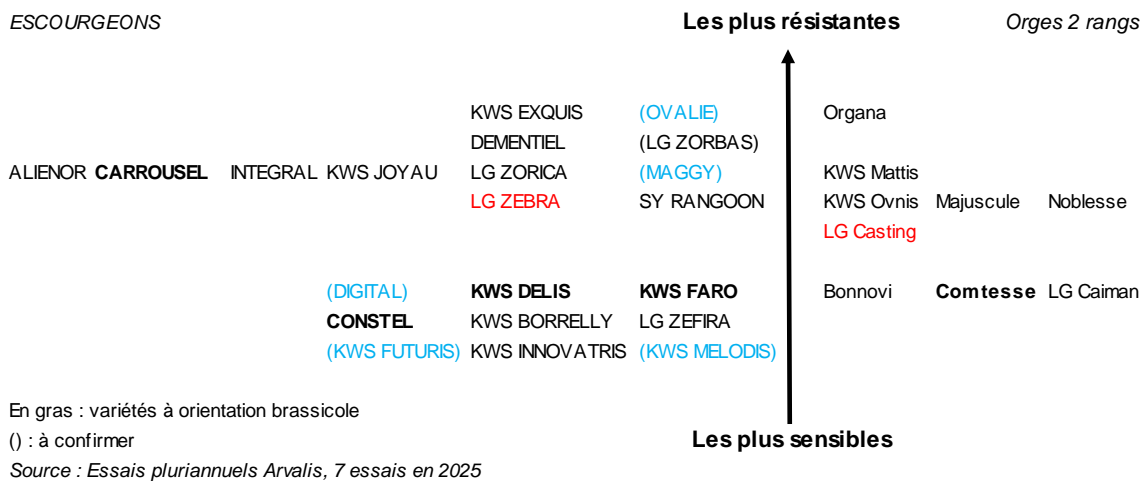 ESCOURGEONS Les plus résistantes Orges 2 rangs
KWS EXQUIS (OVALIE) Organa
DEMENTIEL (LG ZORBAS)
ALIENOR CARROUSEL INTEGRAL KWS JOYAU LG ZORICA (MAGGY) KWS Mattis
LG ZEBRA SY RANGOON KWS Ovnis Majuscule Noblesse
LG Casting
(DIGITAL) KWS DELIS KWS FARO Bonnovi Comtesse LG Caiman
CONSTEL KWS BORRELLY LG ZEFIRA
(KWS FUTURIS) KWS INNOVATRIS (KWS MELODIS)
En gras : variétés à orientation brassicole
() : à confirmer Les plus sensibles
Source : Essais pluriannuels Arvalis, 7 essais en 2025